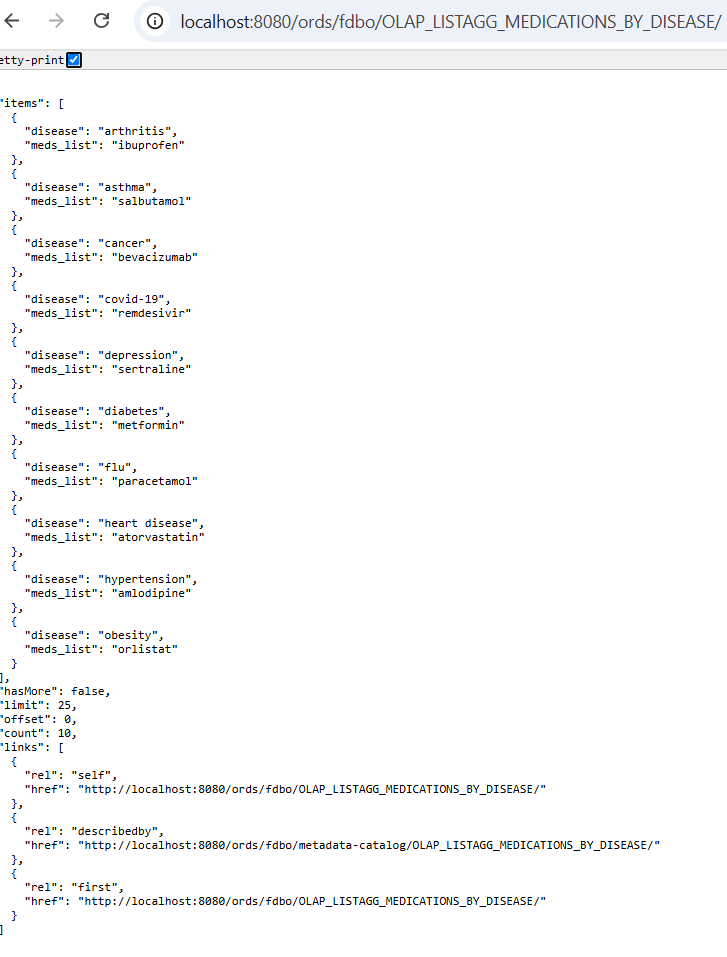 localhost:8080/ords/fdbo/OLAP_LISTAGG_MEDICATIONS_BY_DISEASE/
etty-print
"items": [
{
"disease": "arthritis",
"meds_list": "ibuprofen"
},
{
"disease": "asthma",
"meds_list": "salbutamol"
},
{
"disease": "cancer",
"meds_list": "bevacizumab"
},
{
"disease": "covid-19",
"meds_list": "remdesivir"
},
{
"disease": "depression",
"meds_list": "sertraline"
},
{
"disease": "diabetes",
"meds_list": "metformin"
},
{
"disease": "flu",
"meds_list": "paracetamol"
},
{
"disease": "heart disease",
"meds_list": "atorvastatin"
},
{
"disease": "hypertension",
"meds_list": "amlodipine"
},
{
"disease": "obesity",
"meds_list": "orlistat"
}
],
"hasMore": false,
"limit": 25,
"offset": 0,
"count": 10,
"links": [
{
"rel": "self",
"href": "http://localhost:8080/ords/fdbo/OLAP_LISTAGG_MEDICATIONS_BY_DISEASE/"
},
{
"rel": "describedby",
"href": "http://localhost:8080/ords/fdbo/metadata-catalog/OLAP_LISTAGG_MEDICATIONS_BY_DISEASE/"
},
{
"rel": "first",
"href": "http://localhost:8080/ords/fdbo/OLAP_LISTAGG_MEDICATIONS_BY_DISEASE/"
}
]